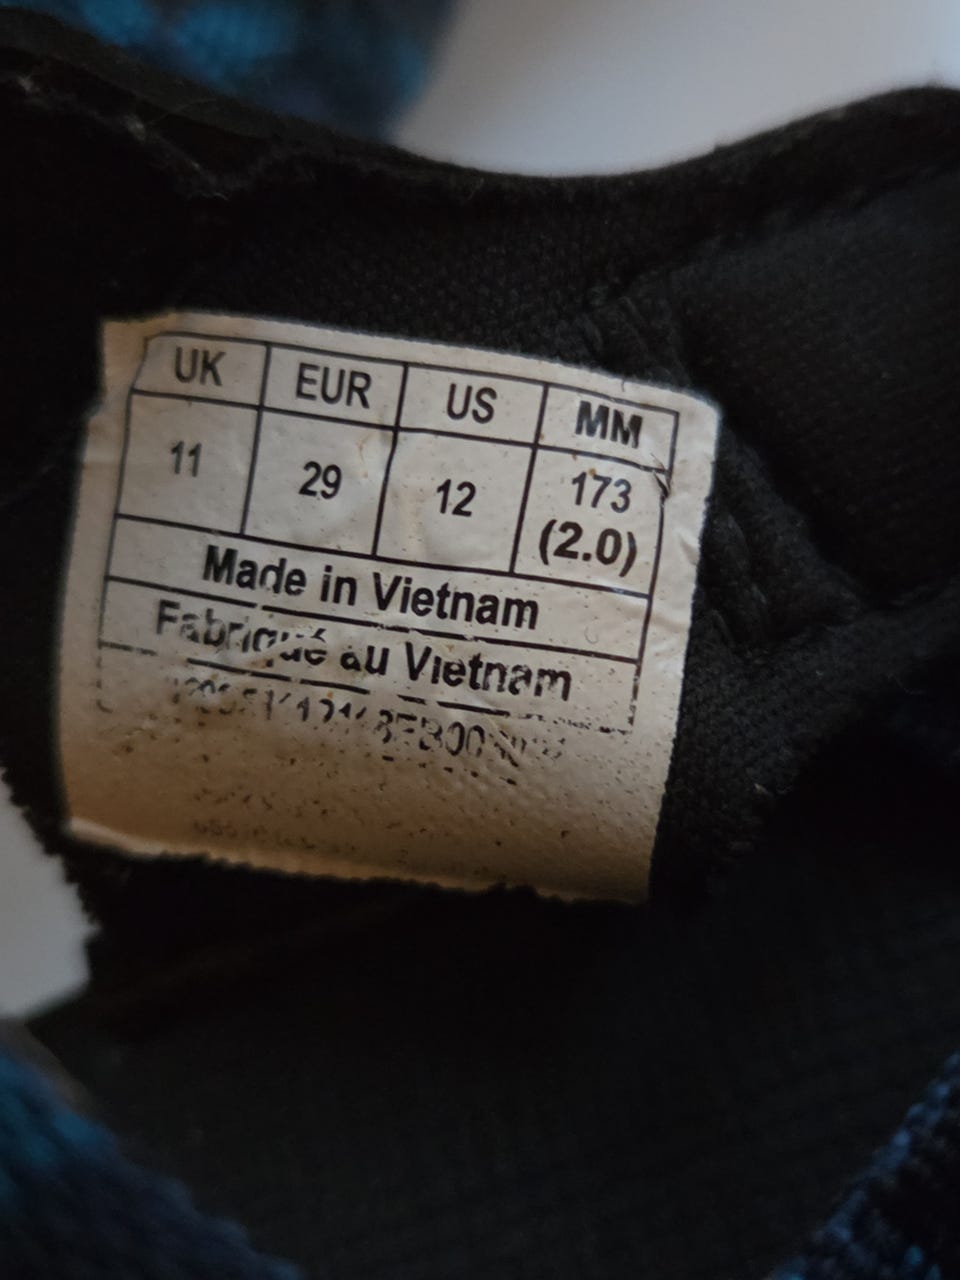 UK EUR US MM
11 29 12 173
(2.0)
Made in Vietnam
Fabriqué au Vietnam